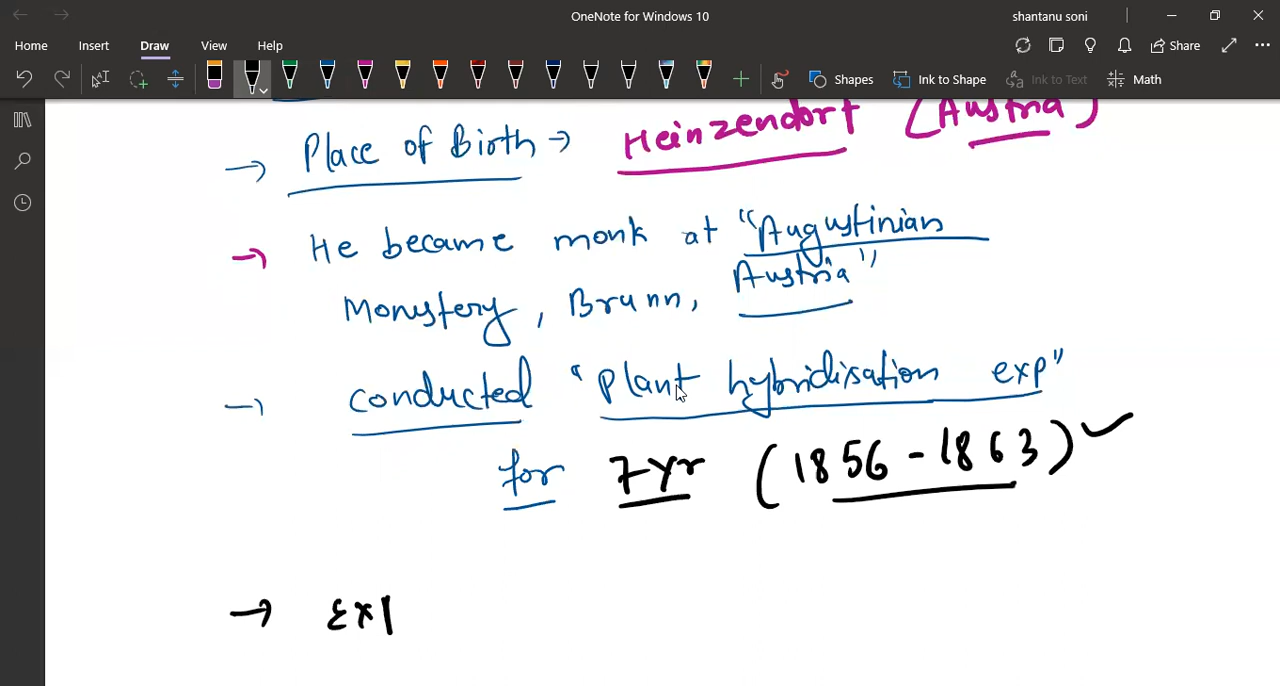 OneNote for Windows 10
shantanu soni
Home Insert Draw View Help
Share
Shapes Ink to Shape Ink to Text Math
→ Place of Birth → Heinzendorf (Austria)
→ He became monk at "Augustinian
Monystery, Brunn, Austria"
→ conducted "Plant hybridisation exp"
for 7yr (1856 - 1863) ✓
→ Exp